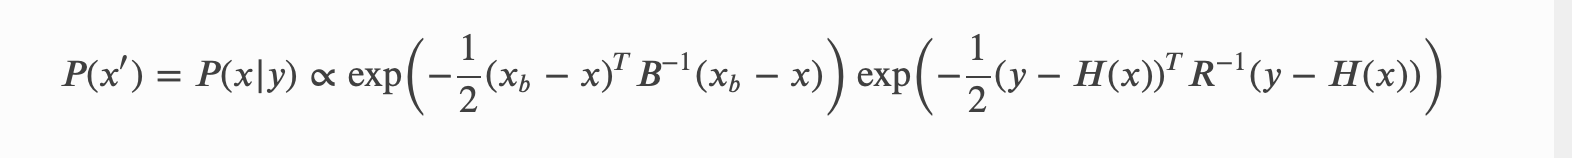 P(x′) = P(x|y) ∝ exp(−½(x_b − x)^T B^−1(x_b − x)) exp(−½(y − H(x))^T R^−1(y − H(x)))